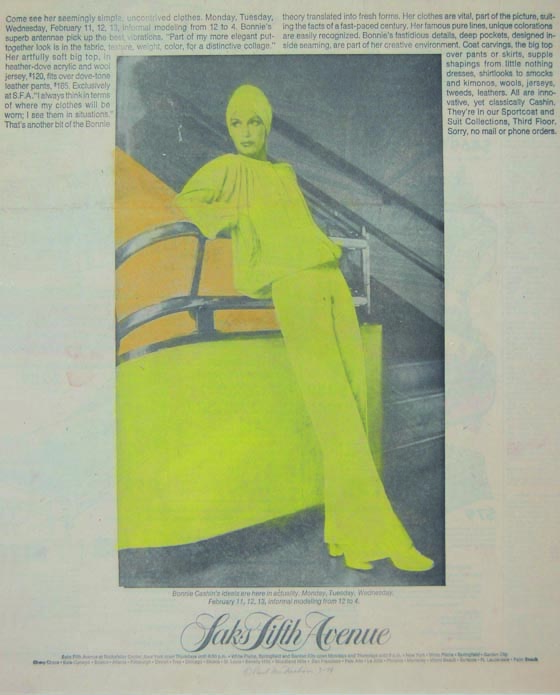 Come see her seemingly simple, uncontrived clothes. Monday, Tuesday,
Wednesday, February 11, 12, 13, informal modeling from 12 to 4. Bonnie's
superb antennae pick up the best vibrations. "Part of my more elegant put-
together look is in the fabric, texture, weight, color, for a distinctive collage."
Her artfully soft big top, in
heather-dove acrylic and wool
jersey, $120, fits over dove-tone
leather pants, $185. Exclusively
at S.F.A. "I always think in terms
of where my clothes will be
worn; I see them in situations."
That's another bit of the Bonnie
theory translated into fresh forms. Her clothes are vital, part of the picture, suit-
ing the facts of a fast-paced century. Her famous pure lines, unique colorations
are easily recognized. Bonnie's fastidious details, deep pockets, designed in-
side seaming, are part of her creative environment. Coat carvings, the big top
over pants or skirts, supple
shapings from little nothing
dresses, shirtlooks to smocks
and kimonos, wools, jerseys,
tweeds, leathers. All are inno-
vative, yet classically Cashin.
They're in our Sportcoat and
Suit Collections, Third Floor.
Sorry, no mail or phone orders.
Bonnie Cashin's ideals are here in actuality. Monday, Tuesday, Wednesday,
February 11, 12, 13, informal modeling from 12 to 4.
Saks Fifth Avenue